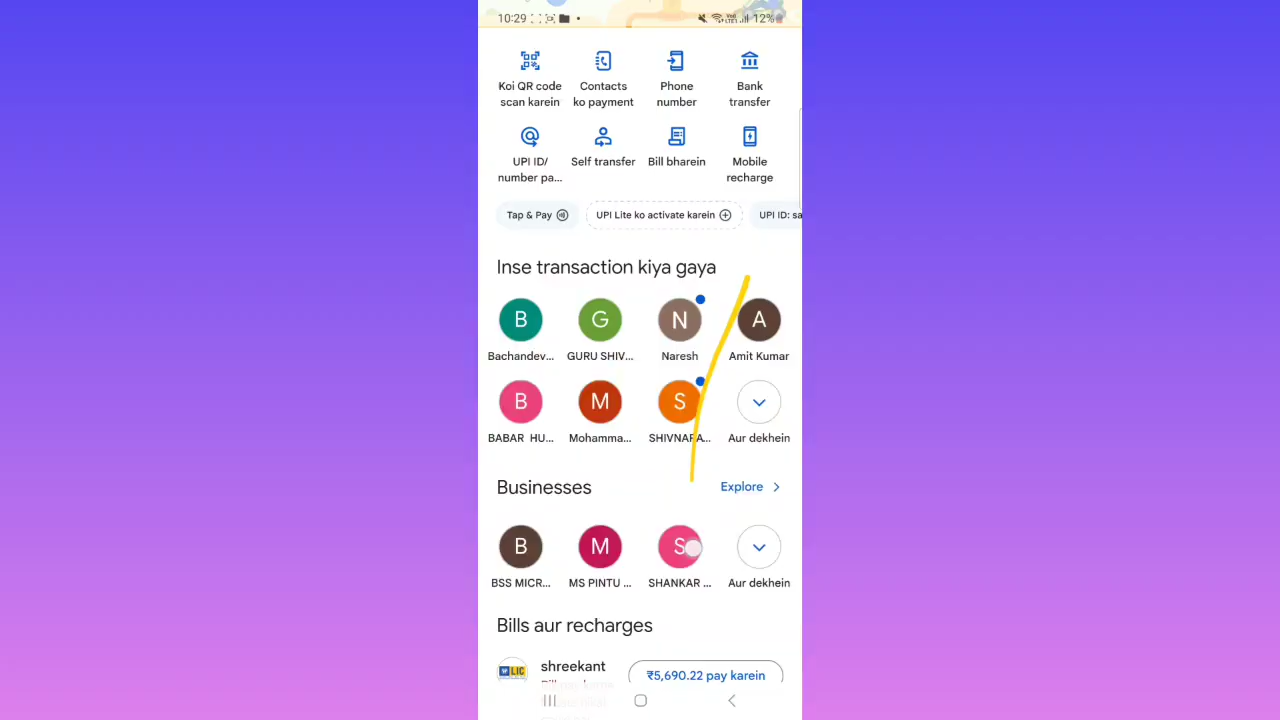 10:29
12%
Koi QR code
scan karein
Contacts
ko payment
Phone
number
Bank
transfer
UPI ID/
number pa...
Self transfer
Bill bharein
Mobile
recharge
Tap & Pay
UPI Lite ko activate karein
UPI ID: sa
Inse transaction kiya gaya
B
G
N
A
Bachandev...
GURU SHIV...
Naresh
Amit Kumar
B
M
S
BABAR HU...
Mohamma...
SHIVNARA...
Aur dekhein
Businesses
Explore
B
M
S
BSS MICR...
MS PINTU ...
SHANKAR ...
Aur dekhein
Bills aur recharges
LIC
shreekant
₹5,690.22 pay karein